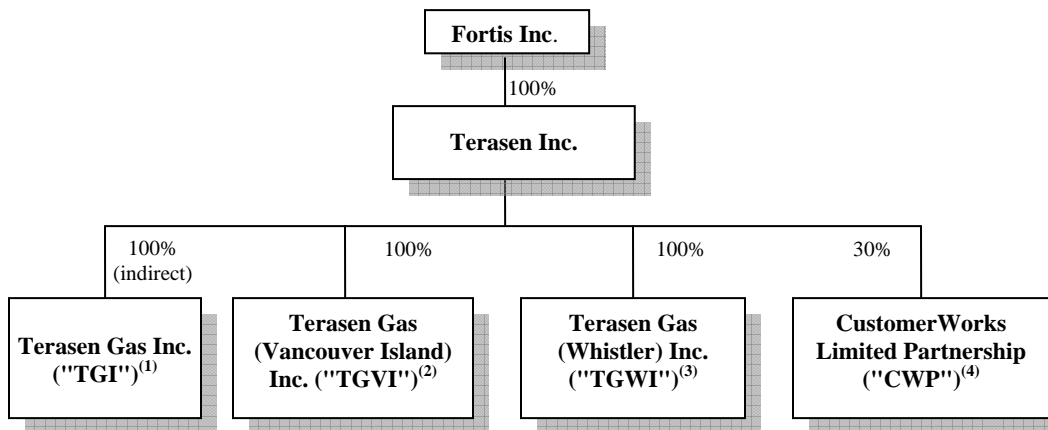 Fortis Inc.
100%
Terasen Inc.
100%
(indirect)
100%
100%
30%
Terasen Gas Inc.
("TGI")(1)
Terasen Gas
(Vancouver Island)
Inc. ("TGVI")(2)
Terasen Gas
(Whistler) Inc.
("TGWI")(3)
CustomerWorks
Limited Partnership
("CWP")(4)